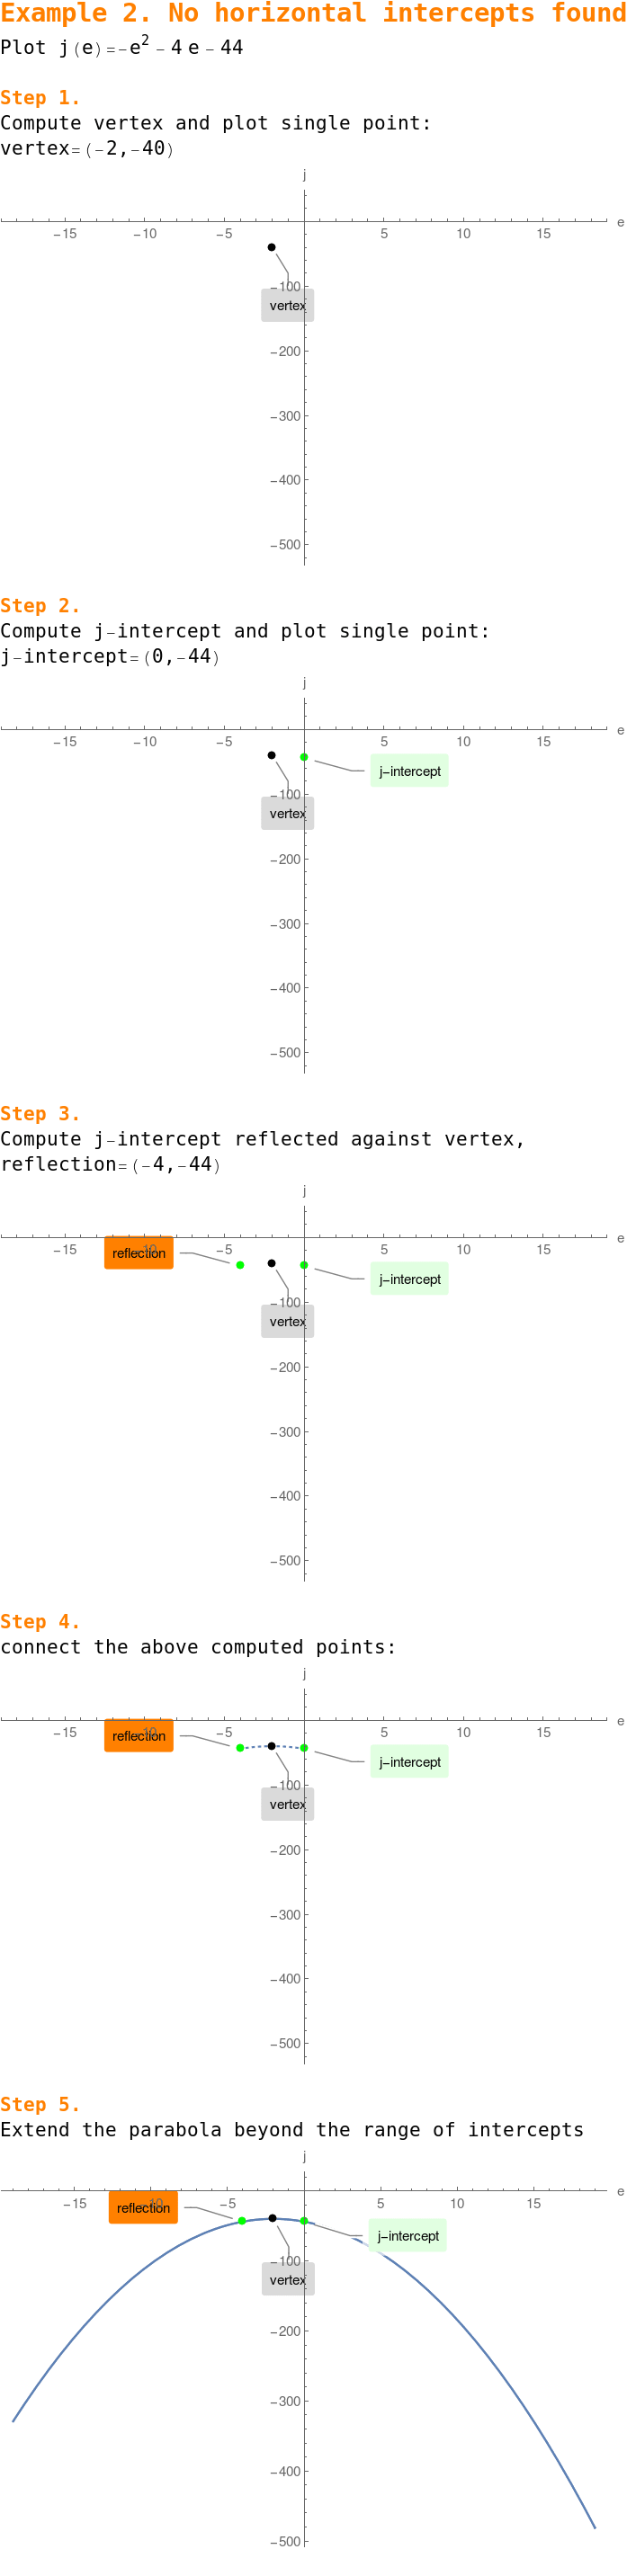 Example 2. No horizontal intercepts found
Plot j(e)=-e² - 4 e - 44
Step 1.
Compute vertex and plot single point:
vertex=(-2,-40)
j
e
-15 -10 -5 5 10 15
-100
vertex
-200
-300
-400
-500
Step 2.
Compute j-intercept and plot single point:
j-intercept=(0,-44)
j
e
-15 -10 -5 5 10 15
j-intercept
-100
vertex
-200
-300
-400
-500
Step 3.
Compute j-intercept reflected against vertex,
reflection=(-4,-44)
j
e
-15 -10 -5 5 10 15
reflection
j-intercept
-100
vertex
-200
-300
-400
-500
Step 4.
connect the above computed points:
j
e
-15 -10 -5 5 10 15
reflection
j-intercept
-100
vertex
-200
-300
-400
-500
Step 5.
Extend the parabola beyond the range of intercepts
j
e
-15 -10 -5 5 10 15
reflection
j-intercept
-100
vertex
-200
-300
-400
-500